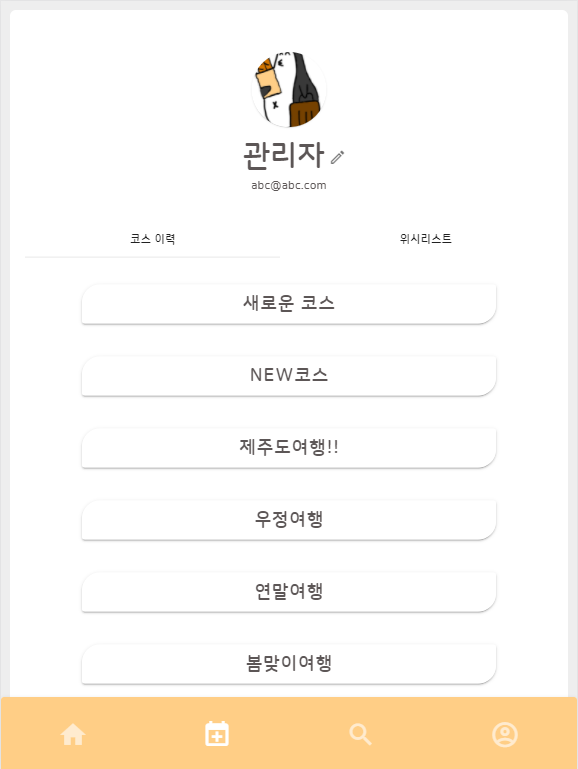 관리자
abc@abc.com
코스 이력
위시리스트
새로운 코스
NEW코스
제주도여행!!
우정여행
연말여행
봄맞이여행